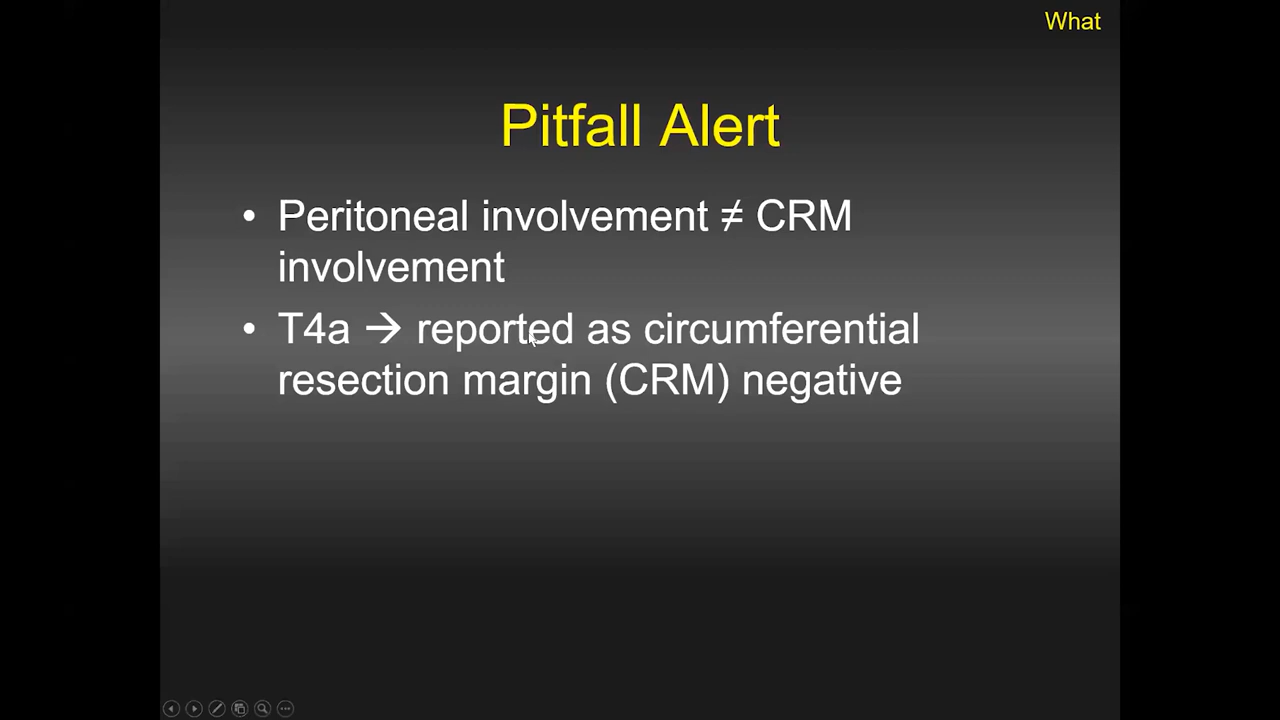 What
Pitfall Alert
• Peritoneal involvement ≠ CRM
involvement
• T4a → reported as circumferential
resection margin (CRM) negative